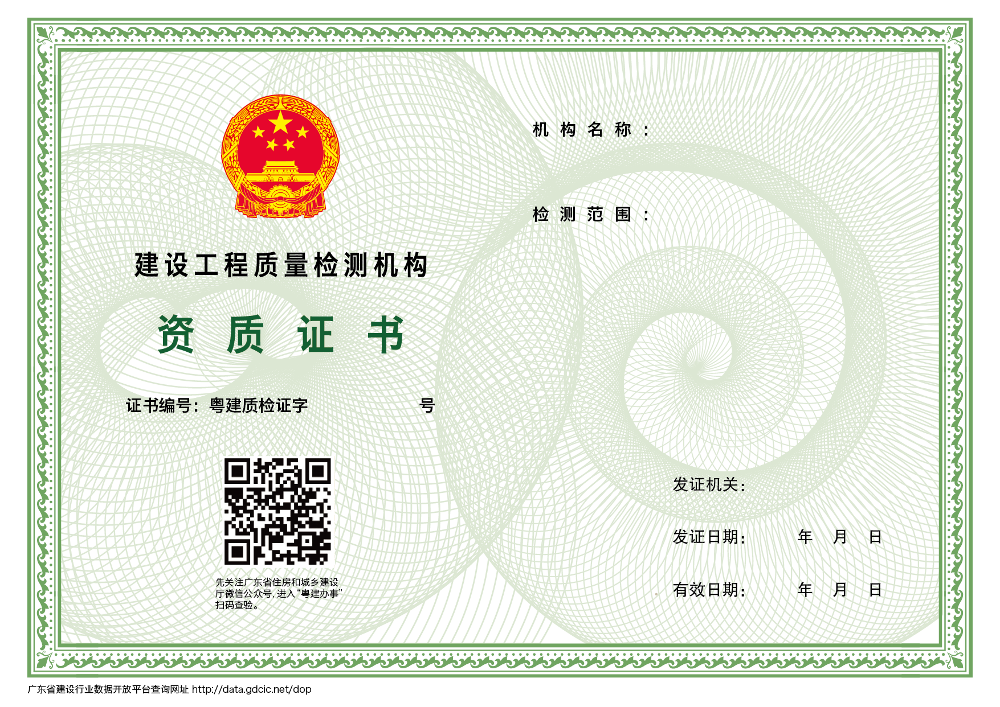 建设工程质量检测机构
资质证书
证书编号：粤建质检证字 号
先关注广东省住房和城乡建设
厅微信公众号，进入“粤建办事”
扫码查验。
机构名称：
检测范围：
发证机关：
发证日期： 年 月 日
有效日期： 年 月 日
广东省建设行业数据开放平台查询网址 http://data.gdcic.net/dop